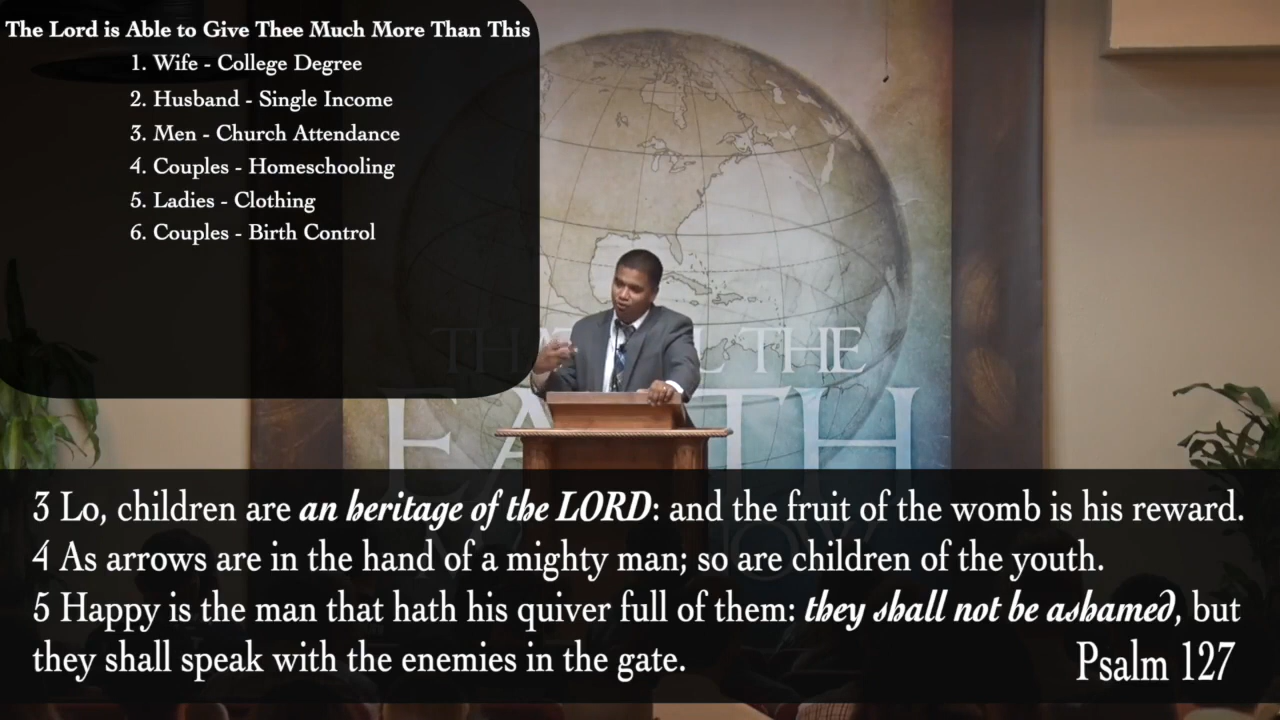 The Lord is Able to Give Thee Much More Than This
1. Wife - College Degree
2. Husband - Single Income
3. Men - Church Attendance
4. Couples - Homeschooling
5. Ladies - Clothing
6. Couples - Birth Control
THE
3 Lo, children are an heritage of the LORD: and the fruit of the womb is his reward.
4 As arrows are in the hand of a mighty man; so are children of the youth.
5 Happy is the man that hath his quiver full of them: they shall not be ashamed, but
they shall speak with the enemies in the gate.
Psalm 127